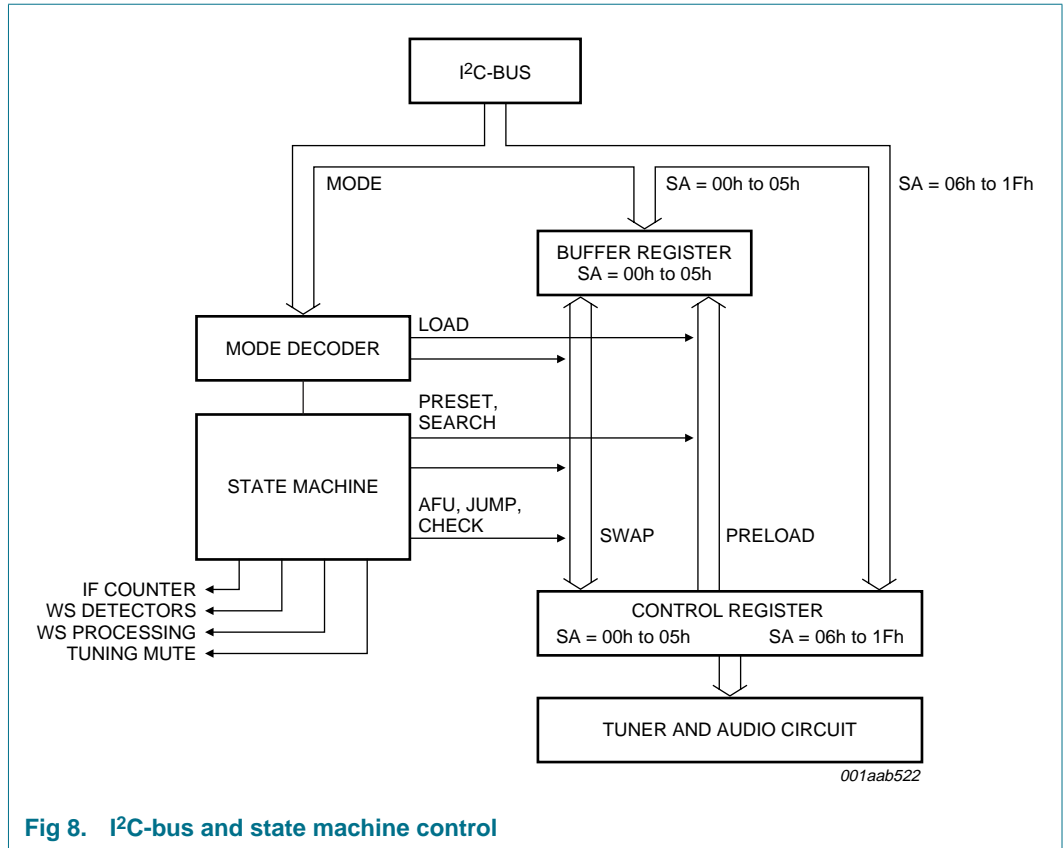 I²C-BUS
MODE
SA = 00h to 05h
SA = 06h to 1Fh
BUFFER REGISTER
SA = 00h to 05h
MODE DECODER
LOAD
PRESET,
SEARCH
STATE MACHINE
AFU, JUMP,
CHECK
SWAP
PRELOAD
IF COUNTER
WS DETECTORS
WS PROCESSING
TUNING MUTE
CONTROL REGISTER
SA = 00h to 05h
SA = 06h to 1Fh
TUNER AND AUDIO CIRCUIT
001aab522
Fig 8. I²C-bus and state machine control